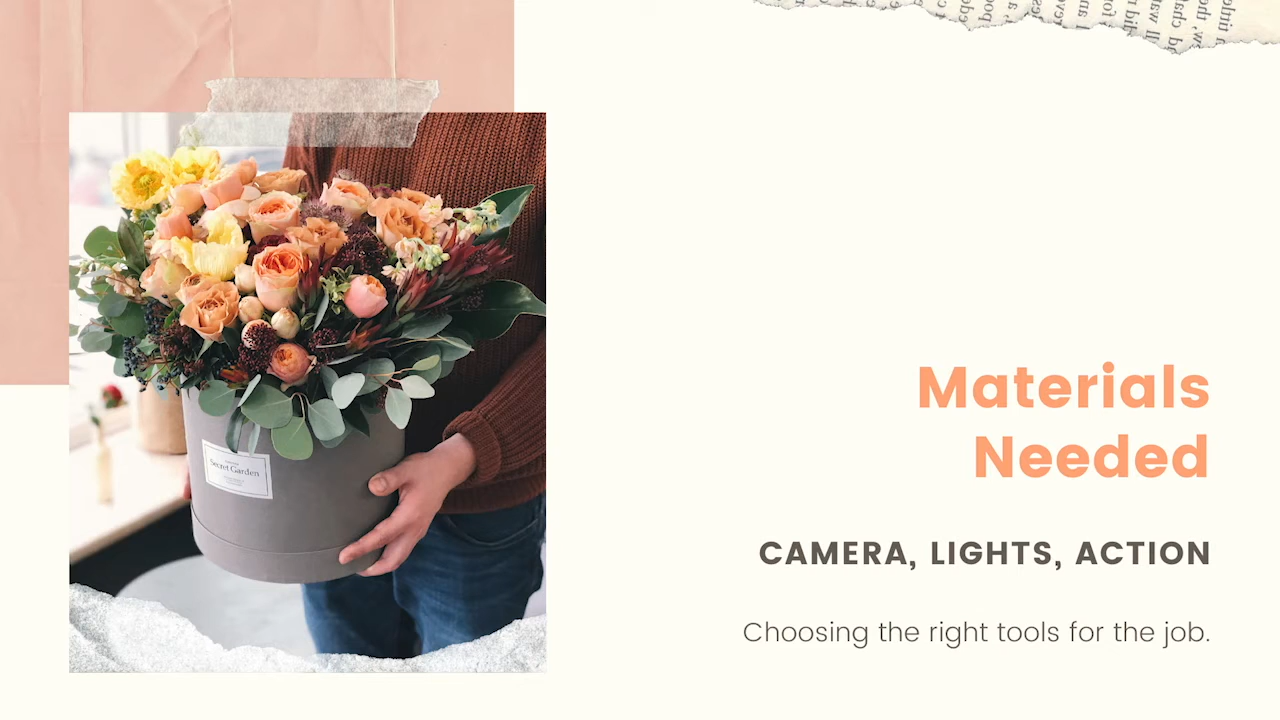 Materials
Needed
CAMERA, LIGHTS, ACTION
Choosing the right tools for the job.
Secret Garden